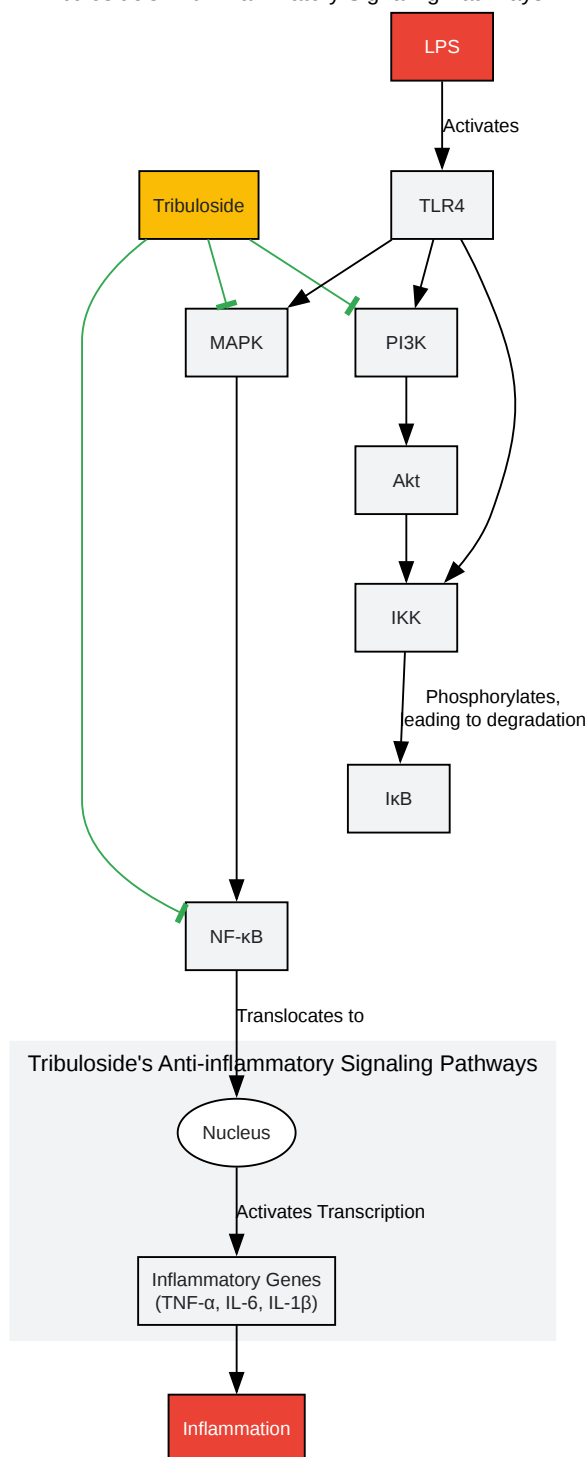 LPS
Activates
Tribuloside
TLR4
MAPK
PI3K
Akt
IKK
Phosphorylates,
leading to degradation
IκB
NF-κB
Translocates to
Tribuloside's Anti-inflammatory Signaling Pathways
Nucleus
Activates Transcription
Inflammatory Genes
(TNF-α, IL-6, IL-1β)
Inflammation